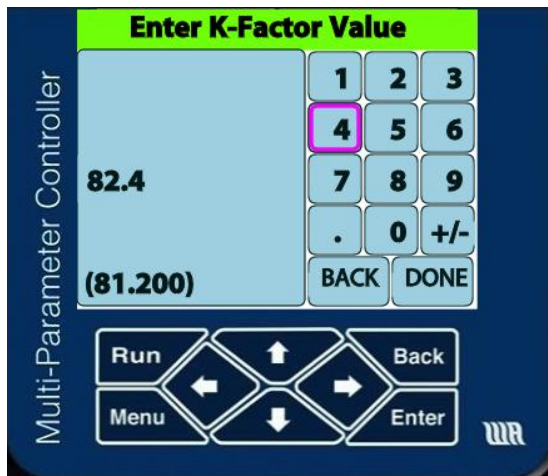 Enter K-Factor Value
Multi-Parameter Controller
1 2 3
4 5 6
82.4
7 8 9
. 0 +/-
(81.200)
BACK DONE
Run
Back
Menu
Enter